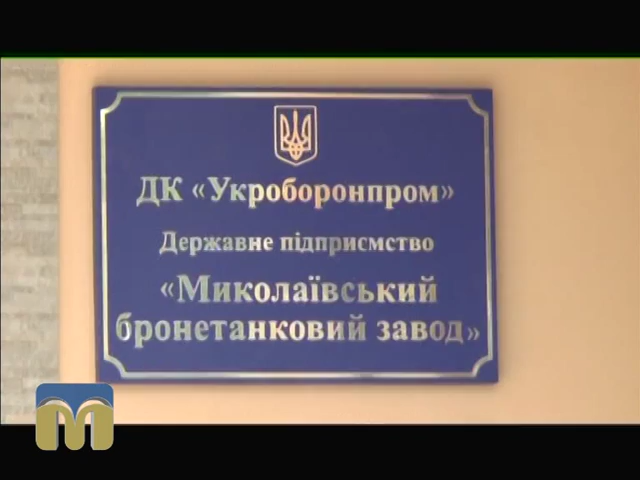 ДК «Укроборонпром»
Державне підприємство
«Миколаївський
бронетанковий завод»
M